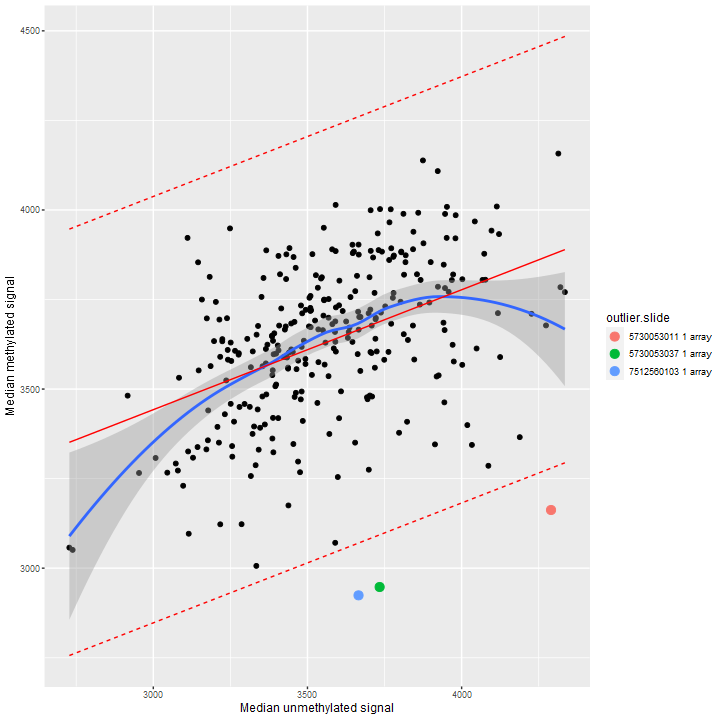 4500
4000
3500
3000
Median methylated signal
3000
3500
4000
Median unmethylated signal
outlier.slide
5730053011 1 array
5730053037 1 array
7512560103 1 array